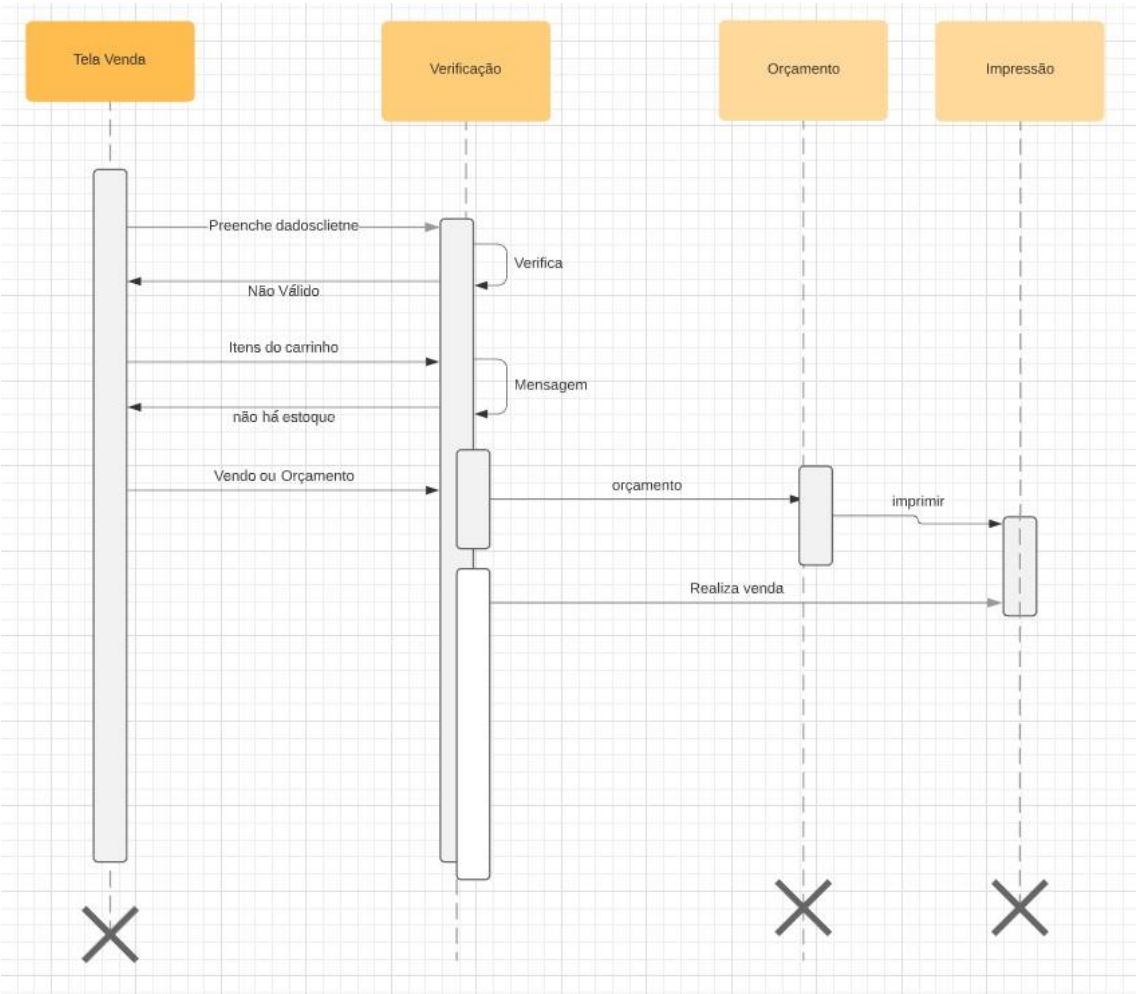 Tela Venda
Verificação
Orçamento
Impressão
Preenche dadosclietne
Verifica
Não Válido
Itens do carrinho
Mensagem
não há estoque
Vendo ou Orçamento
orçamento
imprimir
Realiza venda